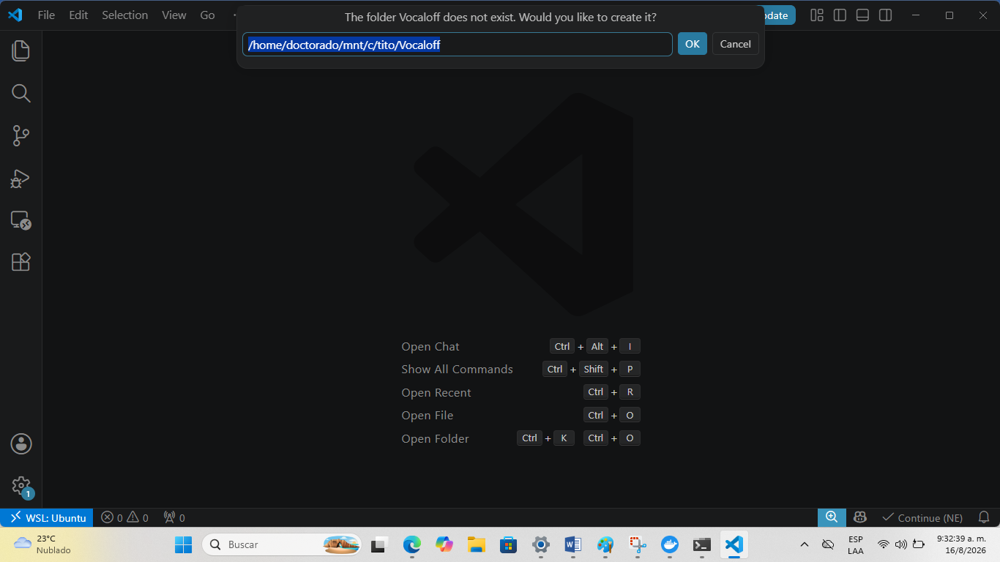 File Edit Selection View Go
The folder Vocaloff does not exist. Would you like to create it?
/home/doctorado/mnt/c/tito/Vocaloff
OK
Cancel
pdate
Open Chat Ctrl + Alt + I
Show All Commands Ctrl + Shift + P
Open Recent Ctrl + R
Open File Ctrl + O
Open Folder Ctrl + K Ctrl + O
1
WSL: Ubuntu 0 0 0
Continue (NE)
23°C
Nublado
Buscar
ESP
LAA
9:32:39 a. m.
16/8/2026